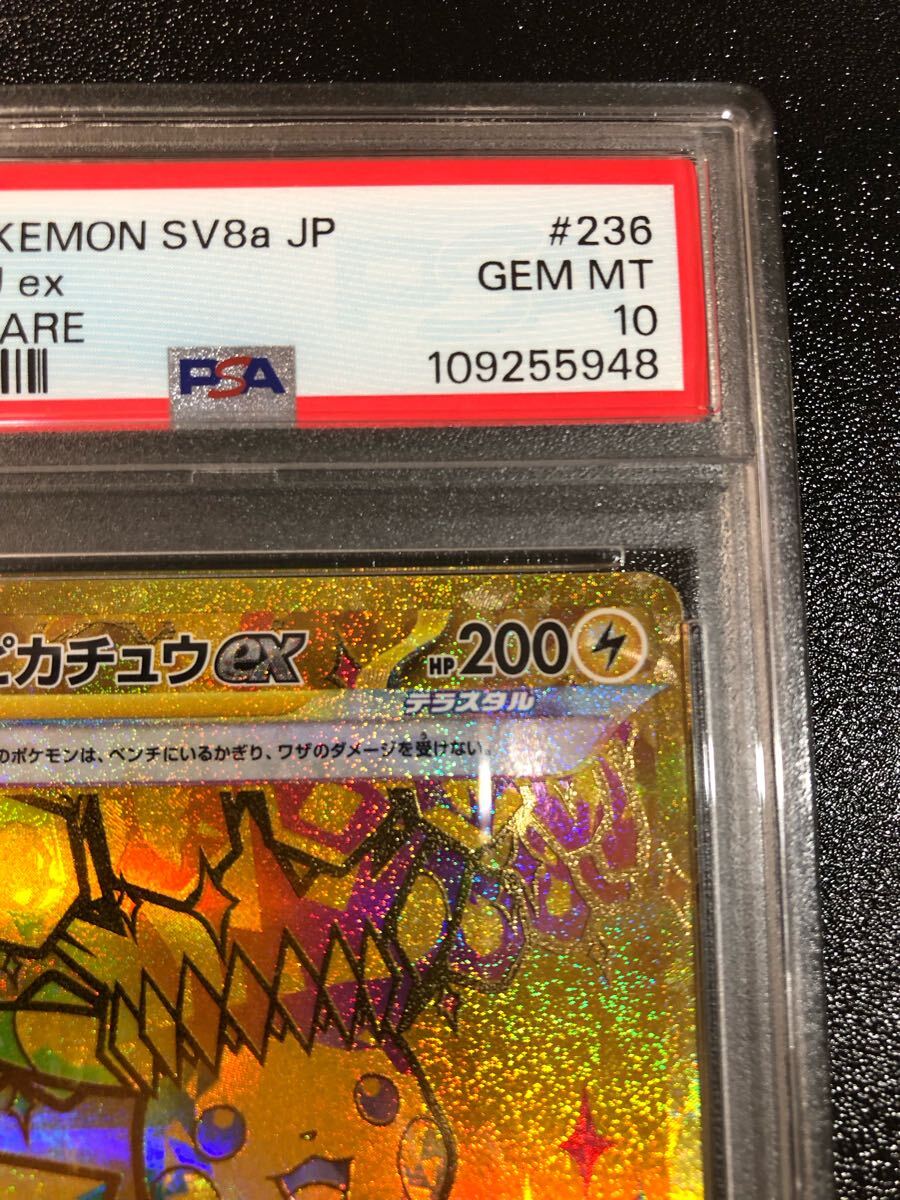 KEMON SV8a JP #236
ex GEM MT
ARE 10
PSA 109255948
ピカチュウex HP 200
テラスタル
のポケモンは、ベンチにいるかぎり、ワザのダメージを受けない。